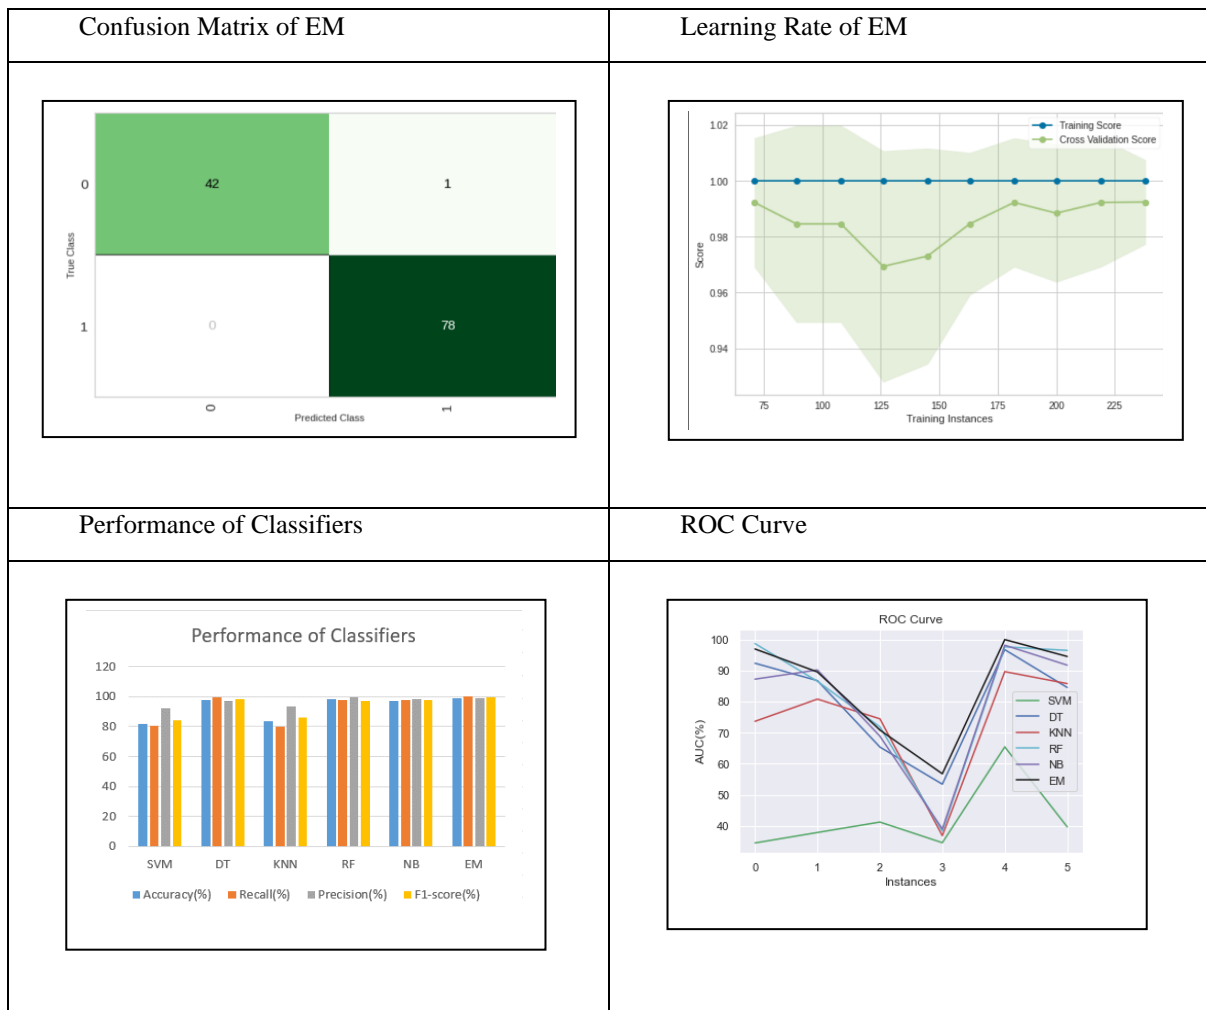 Confusion Matrix of EM
Learning Rate of EM
True Class
0
42
1
1
0
78
0
1
Predicted Class
Score
1.02
1.00
0.98
0.96
0.94
Training Score
Cross Validation Score
75 100 125 150 175 200 225
Training Instances
Performance of Classifiers
ROC Curve
Performance of Classifiers
120
100
80
60
40
20
0
SVM DT KNN RF NB EM
Accuracy(%) Recall(%) Precision(%) F1-score(%)
ROC Curve
AUC(%)
100
90
80
70
60
50
40
SVM
DT
KNN
RF
NB
EM
0 1 2 3 4 5
Instances